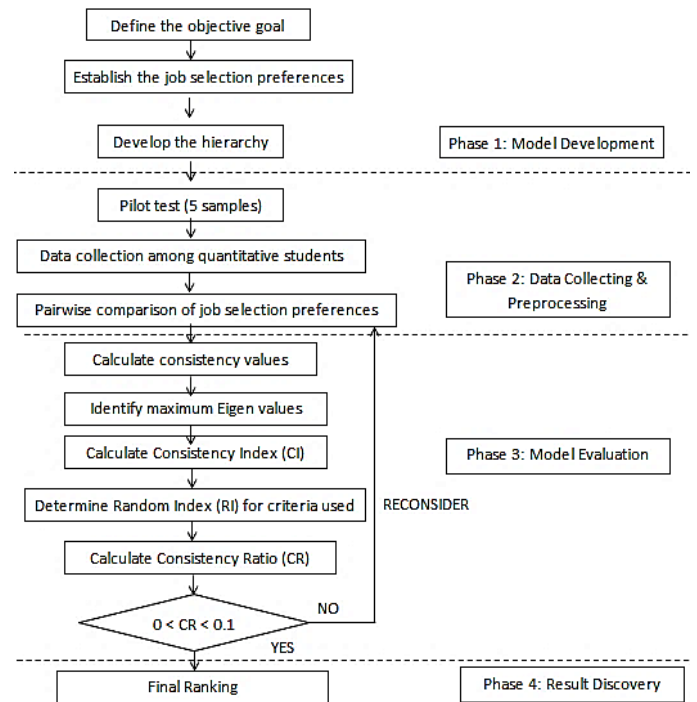 Define the objective goal
Establish the job selection preferences
Develop the hierarchy
Phase 1: Model Development
Pilot test (5 samples)
Data collection among quantitative students
Pairwise comparison of job selection preferences
Phase 2: Data Collecting &
Preprocessing
Calculate consistency values
Identify maximum Eigen values
Calculate Consistency Index (CI)
Phase 3: Model Evaluation
Determine Random Index (RI) for criteria used
RECONSIDER
Calculate Consistency Ratio (CR)
0 < CR < 0.1
NO
YES
Final Ranking
Phase 4: Result Discovery